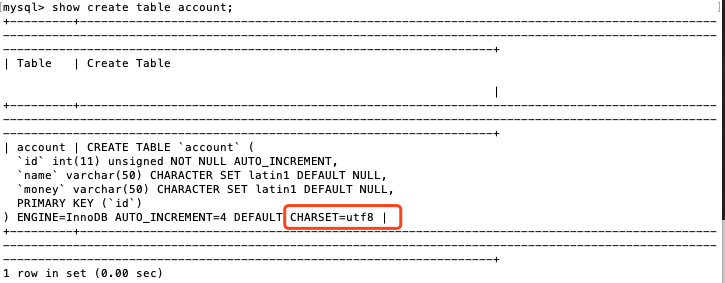 [mysql> show create table account;
| Table | Create Table
|
| account | CREATE TABLE `account` (
`id` int(11) unsigned NOT NULL AUTO_INCREMENT,
`name` varchar(50) CHARACTER SET latin1 DEFAULT NULL,
`money` varchar(50) CHARACTER SET latin1 DEFAULT NULL,
PRIMARY KEY (`id`)
) ENGINE=InnoDB AUTO_INCREMENT=4 DEFAULT CHARSET=utf8 |
1 row in set (0.00 sec)